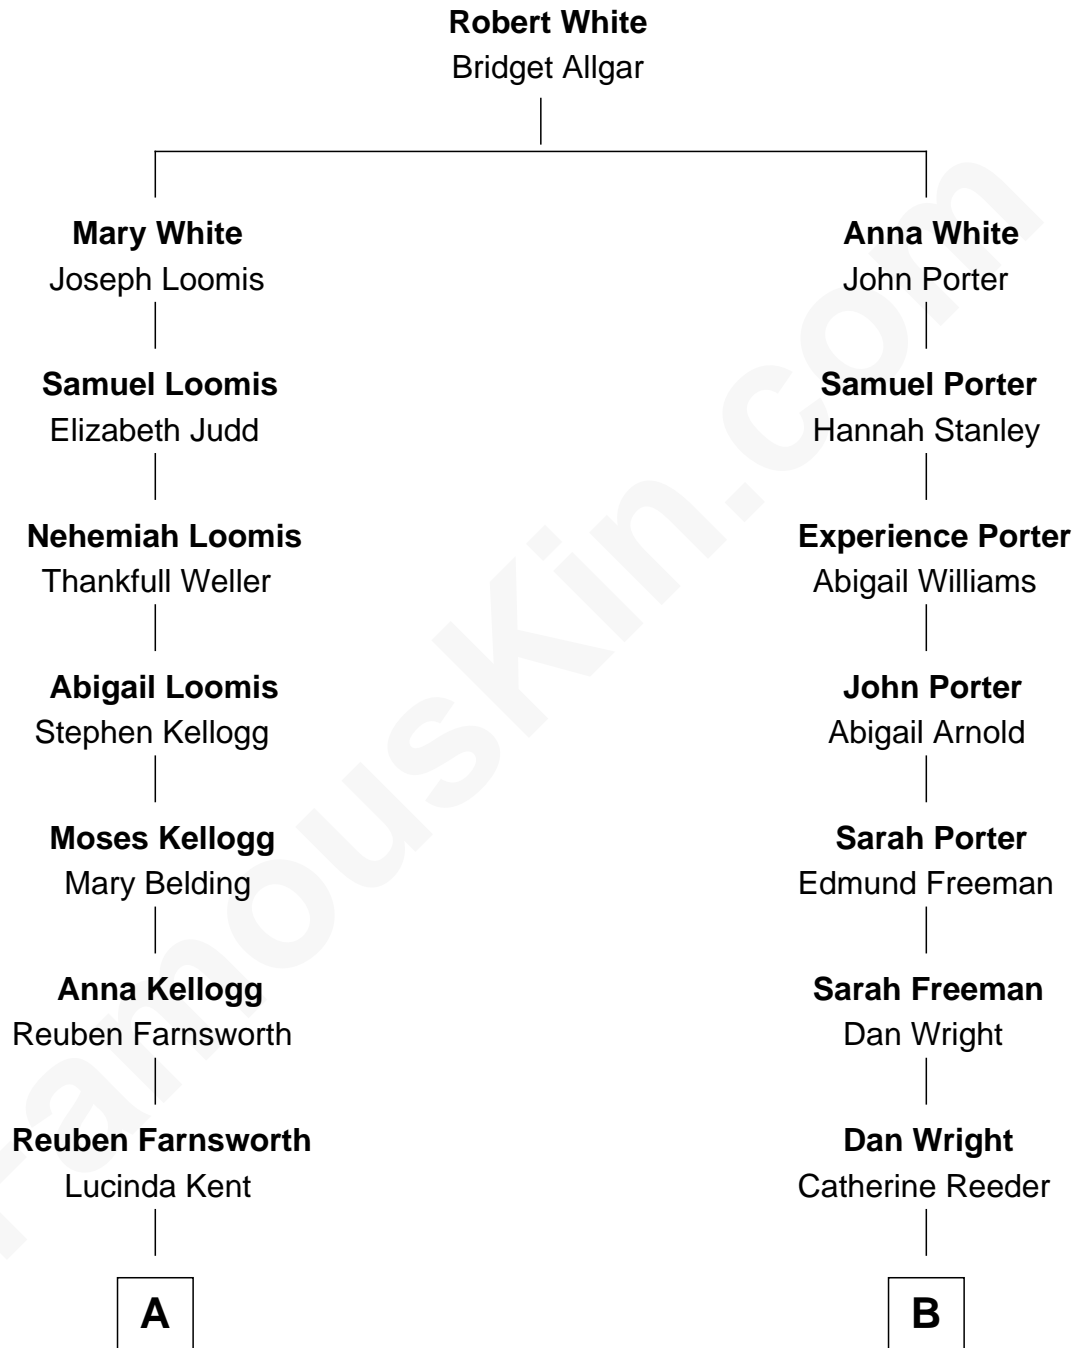 Robert White
Bridget Allgar
Mary White
Joseph Loomis
Samuel Loomis
Elizabeth Judd
Nehemiah Loomis
Thankfull Weller
Abigail Loomis
Stephen Kellogg
Moses Kellogg
Mary Belding
Anna Kellogg
Reuben Farnsworth
Reuben Farnsworth
Lucinda Kent
A
Anna White
John Porter
Samuel Porter
Hannah Stanley
Experience Porter
Abigail Williams
John Porter
Abigail Arnold
Sarah Porter
Edmund Freeman
Sarah Freeman
Dan Wright
Dan Wright
Catherine Reeder
B
FamousKin.com